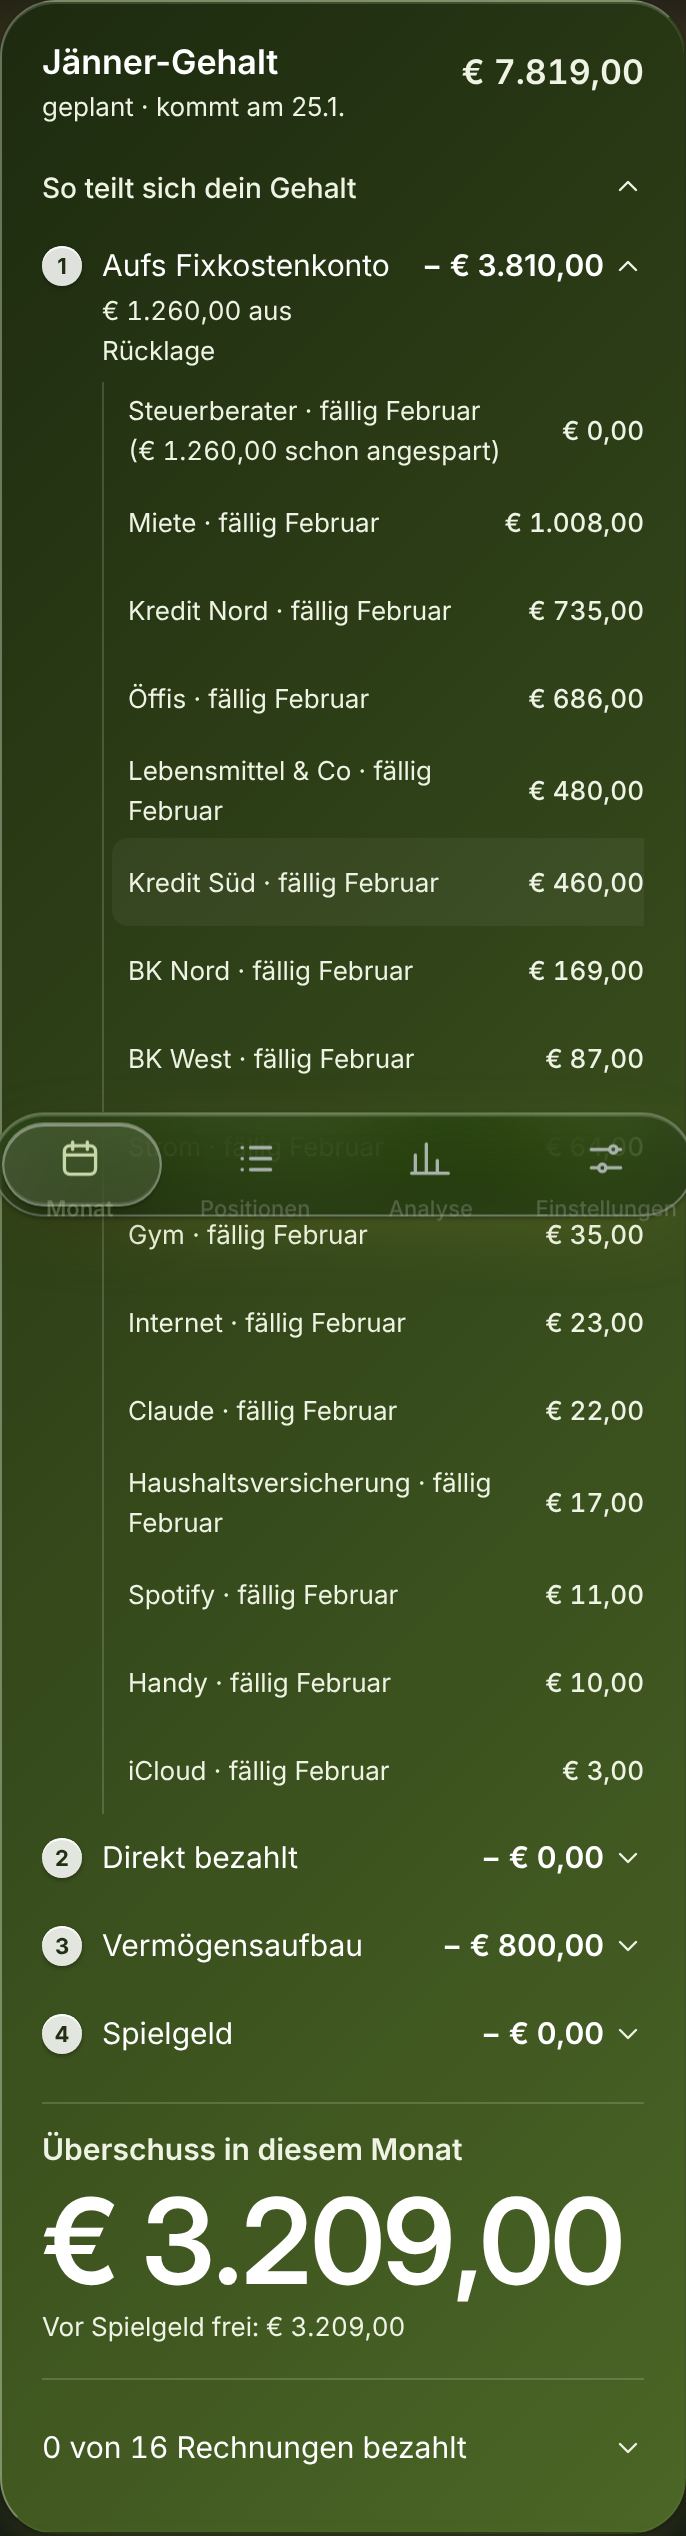 Jänner-Gehalt
€ 7.819,00
geplant · kommt am 25.1.
So teilt sich dein Gehalt
1 Aufs Fixkostenkonto – € 3.810,00
€ 1.260,00 aus
Rücklage
Steuerberater · fällig Februar
(€ 1.260,00 schon angespart)
€ 0,00
Miete · fällig Februar € 1.008,00
Kredit Nord · fällig Februar € 735,00
Öffis · fällig Februar € 686,00
Lebensmittel & Co · fällig
Februar
€ 480,00
Kredit Süd · fällig Februar € 460,00
BK Nord · fällig Februar € 169,00
BK West · fällig Februar € 87,00
Strom · fällig Februar € 64,00
Monat Positionen Analyse Einstellungen
Gym · fällig Februar € 35,00
Internet · fällig Februar € 23,00
Claude · fällig Februar € 22,00
Haushaltsversicherung · fällig
Februar
€ 17,00
Spotify · fällig Februar € 11,00
Handy · fällig Februar € 10,00
iCloud · fällig Februar € 3,00
2 Direkt bezahlt – € 0,00
3 Vermögensaufbau – € 800,00
4 Spielgeld – € 0,00
Überschuss in diesem Monat
€ 3.209,00
Vor Spielgeld frei: € 3.209,00
0 von 16 Rechnungen bezahlt